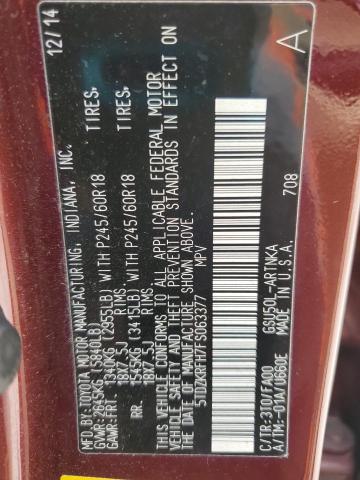 MFD.BY:TOYOTA MOTOR MANUFACTURING, INDIANA, INC. 12/14
GVWR:2645KG (5840LB)
GAWR:FRT. 1340KG (2955LB) WITH P245/60R18 TIRES,
18X7.5J RIMS,
RR. 1545KG (3415LB) WITH P245/60R18 TIRES,
18X7.5J RIMS.
THIS VEHICLE CONFORMS TO ALL APPLICABLE FEDERAL MOTOR
VEHICLE SAFETY AND THEFT PREVENTION STANDARDS IN EFFECT ON
THE DATE OF MANUFACTURE SHOWN ABOVE.
5TDZKRFH7FS063377 MPV
A
708
C/TR:3T0/FA00 GSU50L-ARTNKA
A/TM:-01A/U660E MADE IN U.S.A.